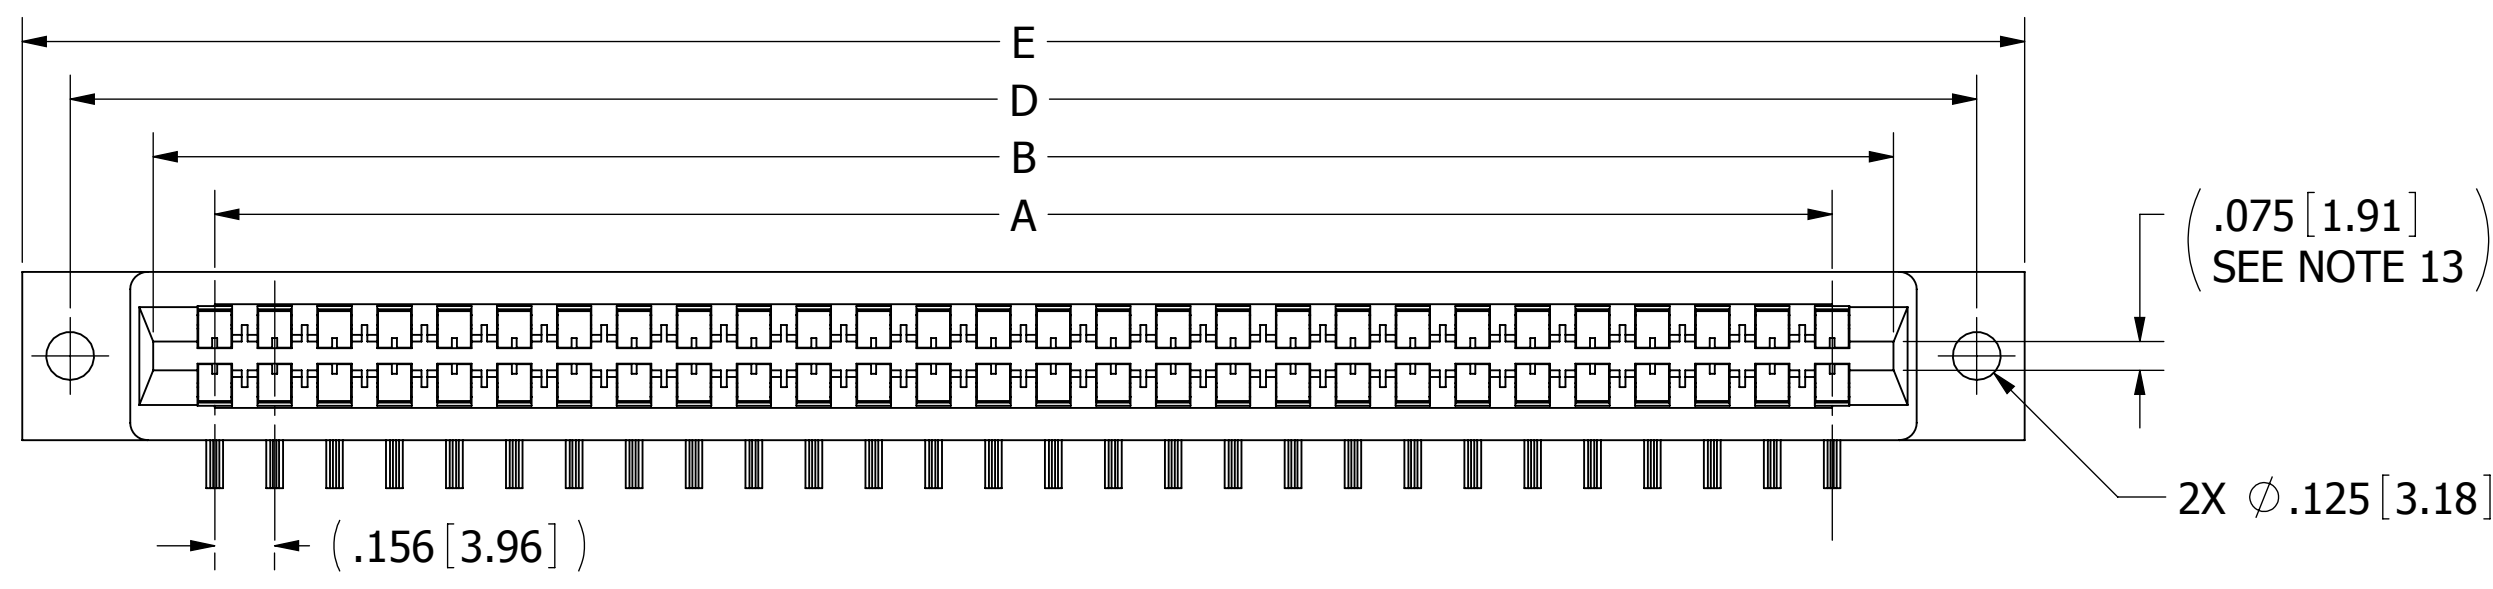 E
D
B
A
(.075[1.91]
SEE NOTE 13)
2X ⌀.125[3.18]
(.156[3.96])